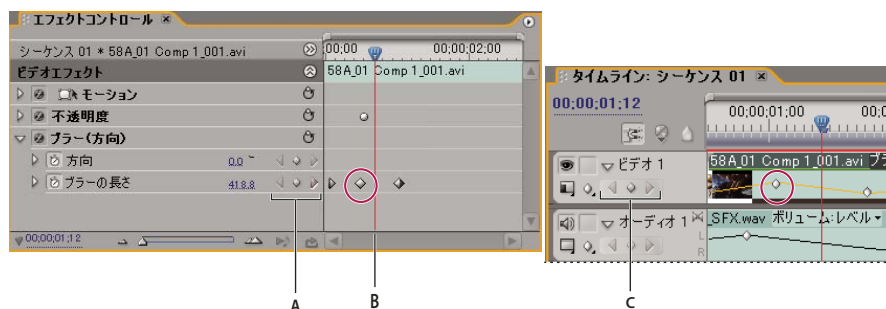 エフェクトコントロール
シーケンス 01 * 58A_01 Comp 1_001.avi
00;00
00;00;02;00
ビデオエフェクト
58A_01 Comp 1_001.avi
モーション
不透明度
ブラー(方向)
方向
0.0 °
ブラーの長さ
418.8
00;00;01;12
A
B
タイムライン: シーケンス 01
00;00;01;12
00;00;01;00
ビデオ 1
58A_01 Comp 1_001.avi
オーディオ 1
_SFX.wav ボリューム:レベル
L
R
C